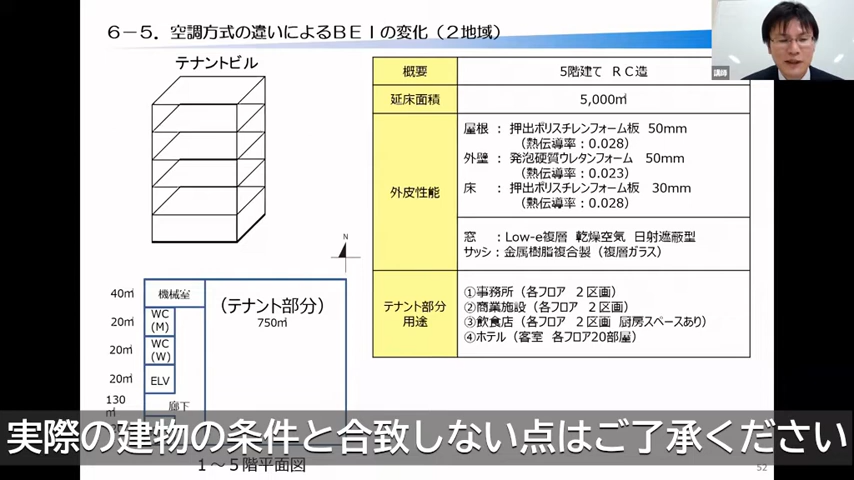 6－5．空調方式の違いによるＢＥＩの変化（２地域）
講師
テナントビル
概要
5階建て ＲＣ造
延床面積
5,000㎡
外皮性能
屋根 ： 押出ポリスチレンフォーム板 50mm
（熱伝導率：0.028）
外壁 ： 発泡硬質ウレタンフォーム 50mm
（熱伝導率：0.023）
床 ： 押出ポリスチレンフォーム板 30mm
（熱伝導率：0.028）
窓 ：Low-e複層 乾燥空気 日射遮蔽型
サッシ：金属樹脂複合製（複層ガラス）
テナント部分
用途
①事務所（各フロア ２区画）
②商業施設（各フロア ２区画）
③飲食店（各フロア ２区画 厨房スペースあり）
④ホテル（客室 各フロア20部屋）
N
40㎡
機械室
（テナント部分）
750㎡
20㎡
WC
(M)
20㎡
WC
(W)
20㎡
ELV
130
㎡
廊下
実際の建物の条件と合致しない点はご了承ください
１～５階平面図
52